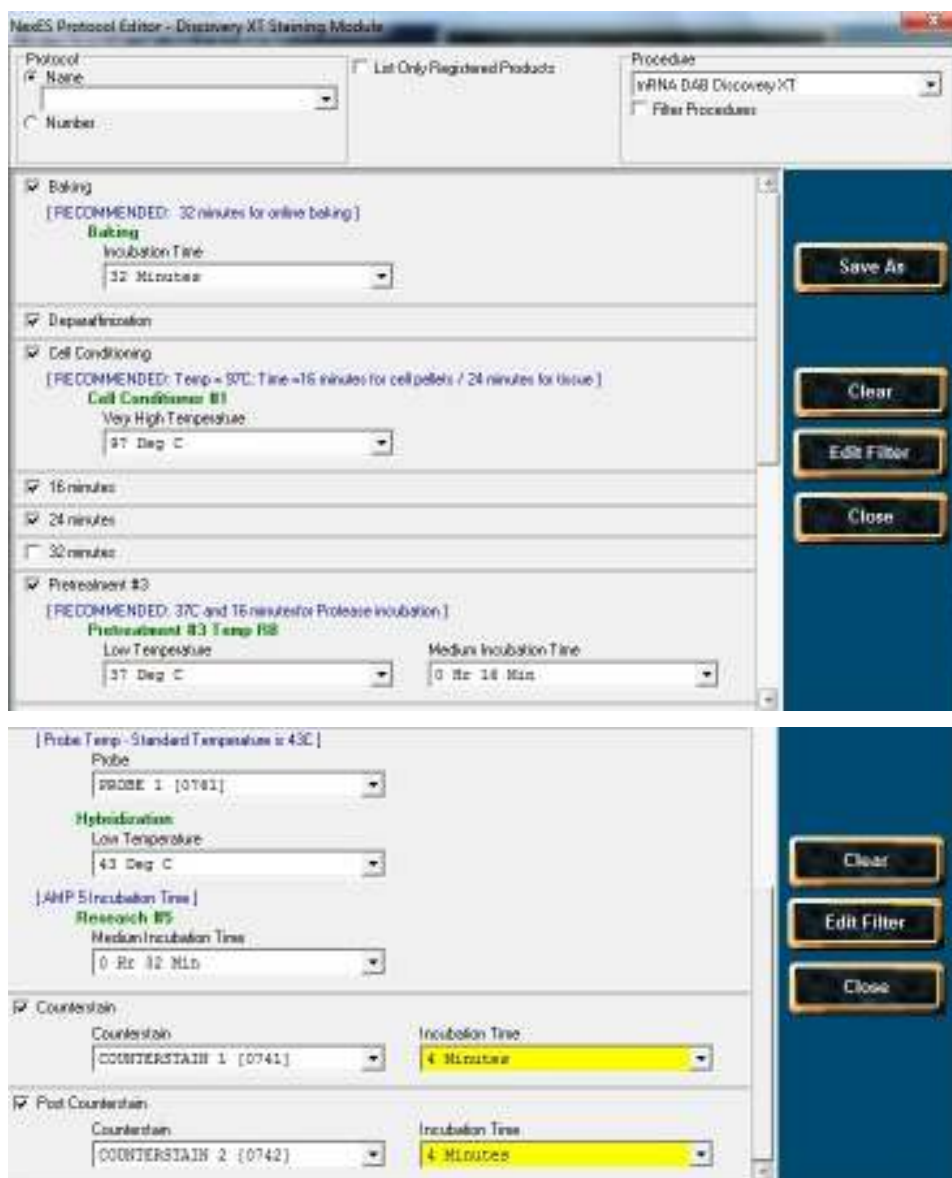 NexES Protocol Editor - Discovery XT Staining Module
Protocol
Name
Number
List Only Registered Products
Procedure
mRNA DAB Discovery XT
Filter Procedures
Baking
[ RECOMMENDED: 32 minutes for online baking ]
Baking
Incubation Time
32 Minutes
Save As
Deparaffinization
Cell Conditioning
[ RECOMMENDED: Temp = 97C; Time =16 minutes for cell pellets / 24 minutes for tissue ]
Cell Conditioner #1
Very High Temperature
97 Deg C
Clear
Edit Filter
Close
16 minutes
24 minutes
32 minutes
Pretreatment #3
[ RECOMMENDED: 37C and 16 minutesfor Protease incubation ]
Pretreatment #3 Temp RB
Low Temperature
Medium Incubation Time
37 Deg C
0 Hr 16 Min
[ Probe Temp - Standard Temperature is 43C ]
Probe
PROBE 1 [0761]
Hybridization
Low Temperature
43 Deg C
[ AMP 5 Incubation Time ]
Research #5
Medium Incubation Time
0 Hr 32 Min
Clear
Edit Filter
Close
Counterstain
Counterstain
Incubation Time
COUNTERSTAIN 1 [0741]
4 Minutes
Post Counterstain
Counterstain
Incubation Time
COUNTERSTAIN 2 [0742]
4 Minutes